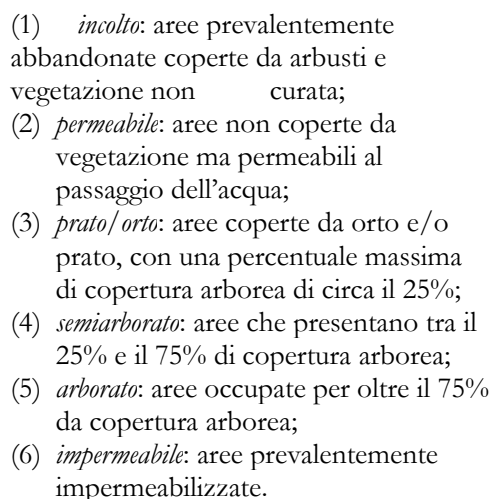 (1) incolto: aree prevalentemente
abbandonate coperte da arbusti e
vegetazione non curata;
(2) permeabile: aree non coperte da
vegetazione ma permeabili al
passaggio dell’acqua;
(3) prato/orto: aree coperte da orto e/o
prato, con una percentuale massima
di copertura arborea di circa il 25%;
(4) semiarborato: aree che presentano tra il
25% e il 75% di copertura arborea;
(5) arborato: aree occupate per oltre il 75%
da copertura arborea;
(6) impermeabile: aree prevalentemente
impermeabilizzate.